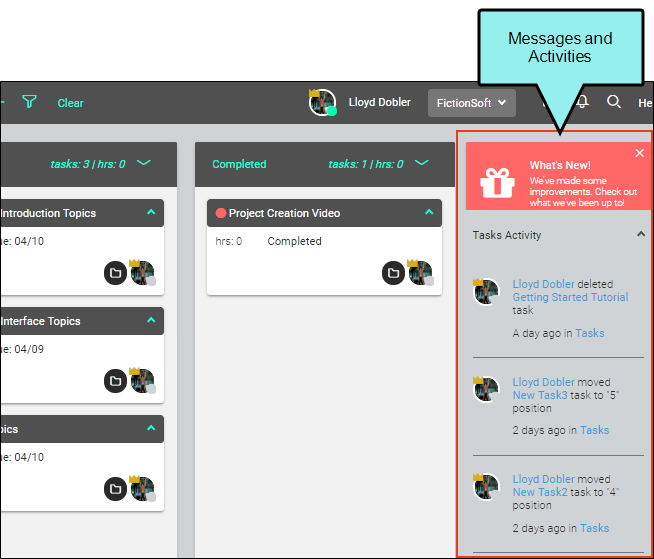 Messages and
Activities
Clear
Lloyd Dobler
FictionSoft
He
tasks: 3 | hrs: 0
Completed
tasks: 1 | hrs: 0
Introduction Topics
ue: 04/10
Interface Topics
ue: 04/09
pics
ue: 04/10
Project Creation Video
hrs: 0
Completed
What's New!
We've made some
improvements. Check out
what we've been up to!
Tasks Activity
Lloyd Dobler deleted
Getting Started Tutorial
task
A day ago in Tasks
Lloyd Dobler moved
New Task3 task to "5"
position
2 days ago in Tasks
Lloyd Dobler moved
New Task2 task to "4"
position
2 days ago in Tasks